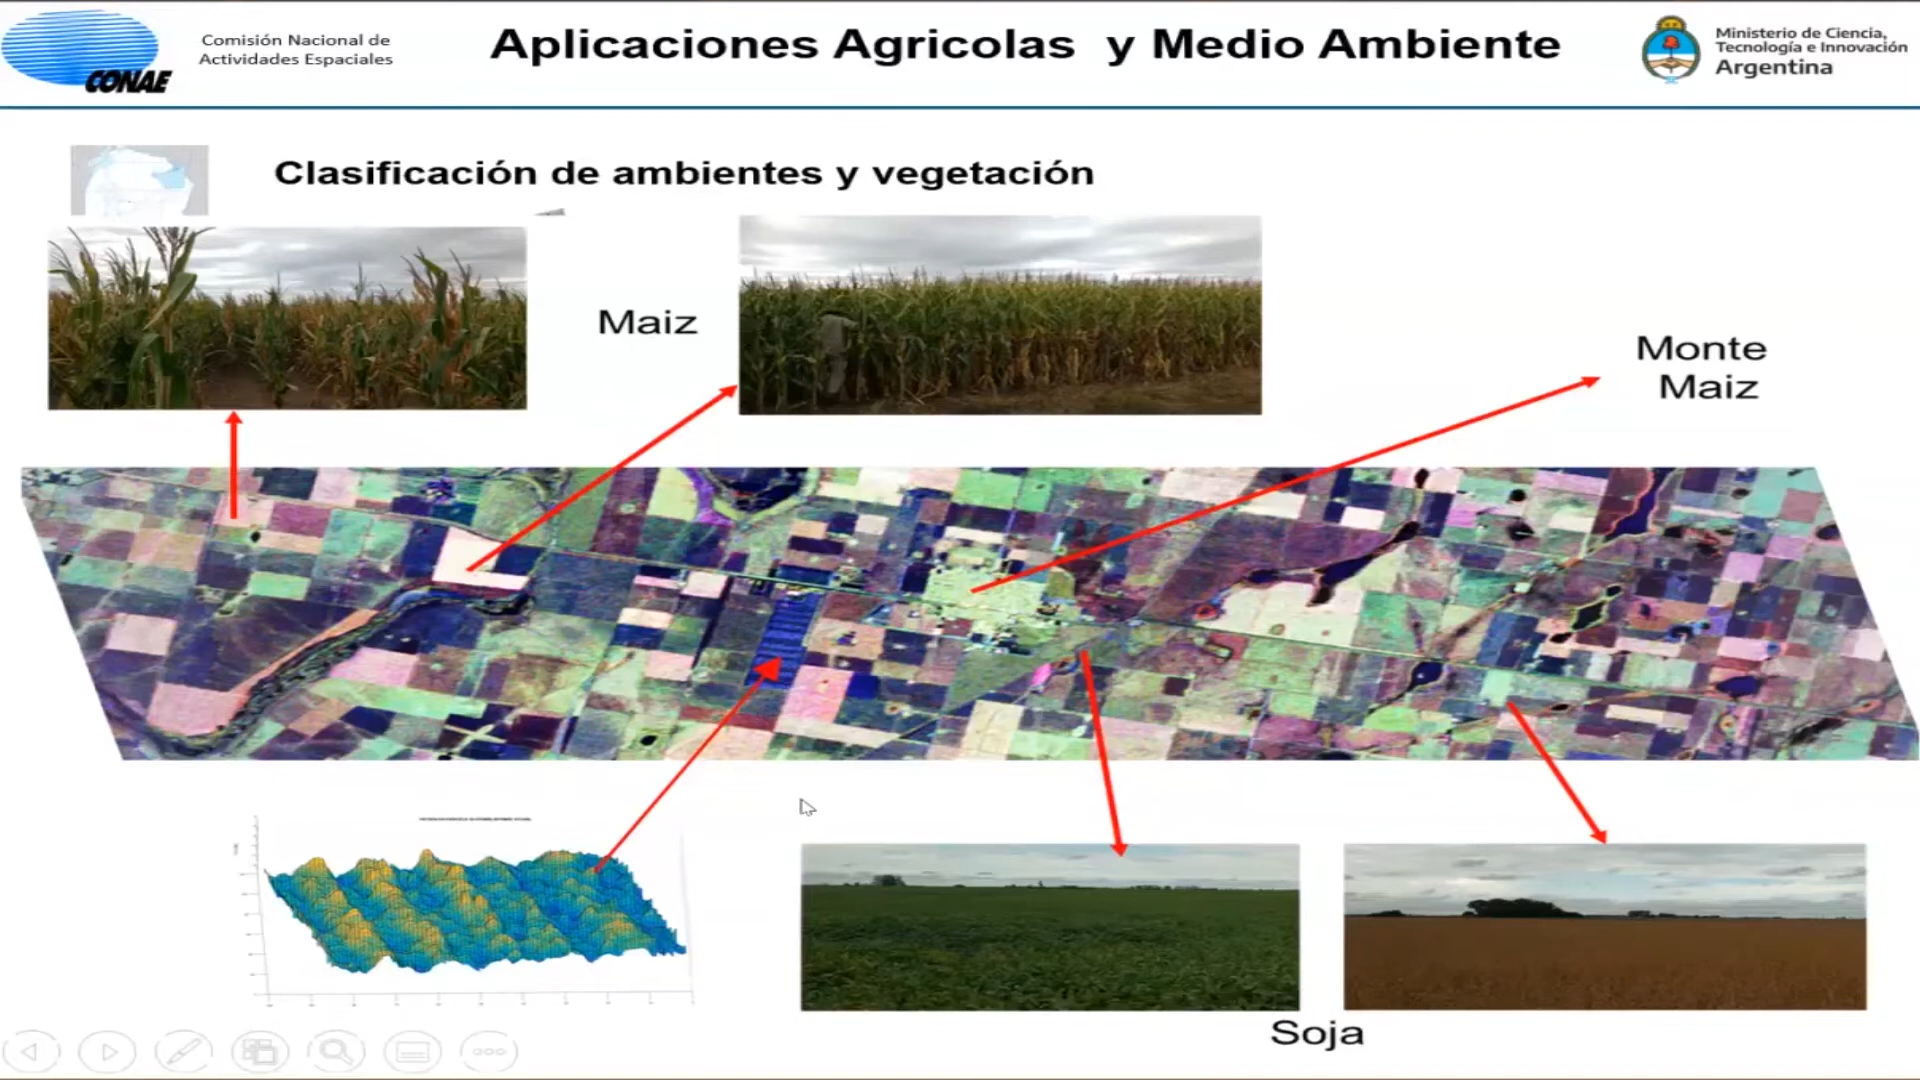 CONAE
Comisión Nacional de
Actividades Espaciales
Aplicaciones Agricolas y Medio Ambiente
Ministerio de Ciencia,
Tecnología e Innovación
Argentina
Clasificación de ambientes y vegetación
Maiz
Monte
Maiz
Soja